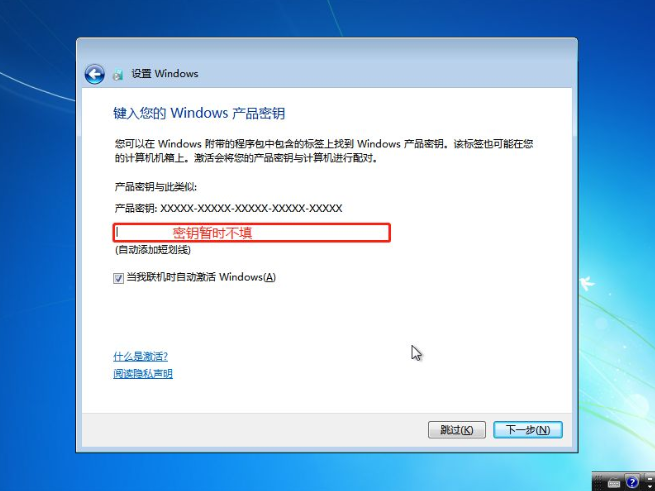 设置 Windows
键入您的 Windows 产品密钥
您可以在 Windows 附带的程序包中包含的标签上找到 Windows 产品密钥。该标签也可能在您
的计算机机箱上。激活会将您的产品密钥与计算机进行配对。
产品密钥与此类似:
产品密钥: XXXXX-XXXXX-XXXXX-XXXXX-XXXXX
密钥暂时不填
(自动添加短划线)
当我联机时自动激活 Windows(A)
什么是激活?
阅读隐私声明
跳过(K)
下一步(N)
?